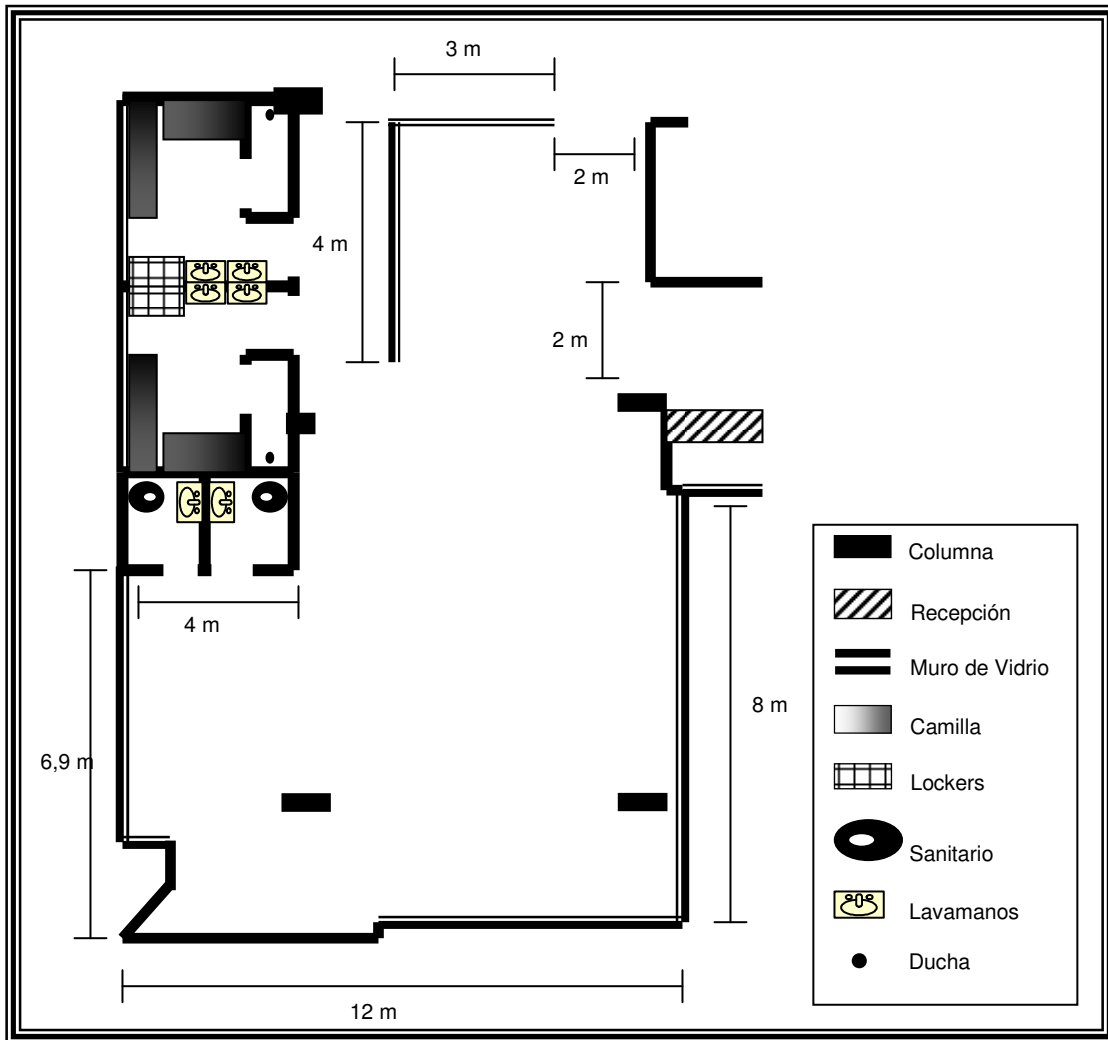 3 m
2 m
4 m
2 m
4 m
8 m
6,9 m
12 m
Columna
Recepción
Muro de Vidrio
Camilla
Lockers
Sanitario
Lavamanos
Ducha